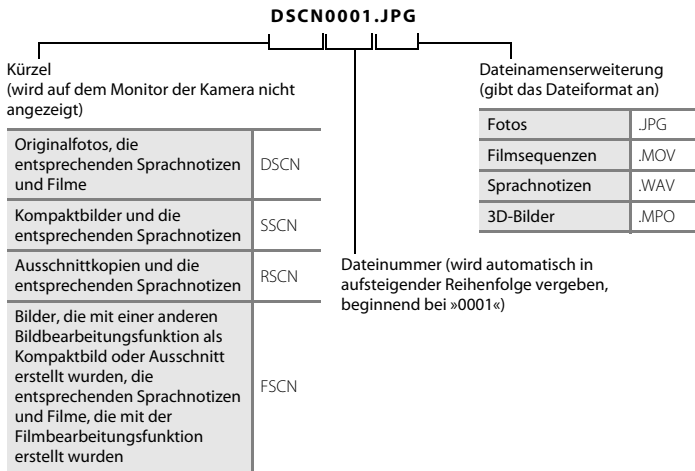 DSCN0001.JPG
Kürzel
(wird auf dem Monitor der Kamera nicht
angezeigt)
Originalfotos, die
entsprechenden Sprachnotizen
und Filme
DSCN
Kompaktbilder und die
entsprechenden Sprachnotizen
SSCN
Ausschnittkopien und die
entsprechenden Sprachnotizen
RSCN
Bilder, die mit einer anderen
Bildbearbeitungsfunktion als
Kompaktbild oder Ausschnitt
erstellt wurden, die
entsprechenden Sprachnotizen
und Filme, die mit der
Filmbearbeitungsfunktion
erstellt wurden
FSCN
Dateinummer (wird automatisch in
aufsteigender Reihenfolge vergeben,
beginnend bei »0001«)
Dateinamenserweiterung
(gibt das Dateiformat an)
Fotos .JPG
Filmsequenzen .MOV
Sprachnotizen .WAV
3D-Bilder .MPO